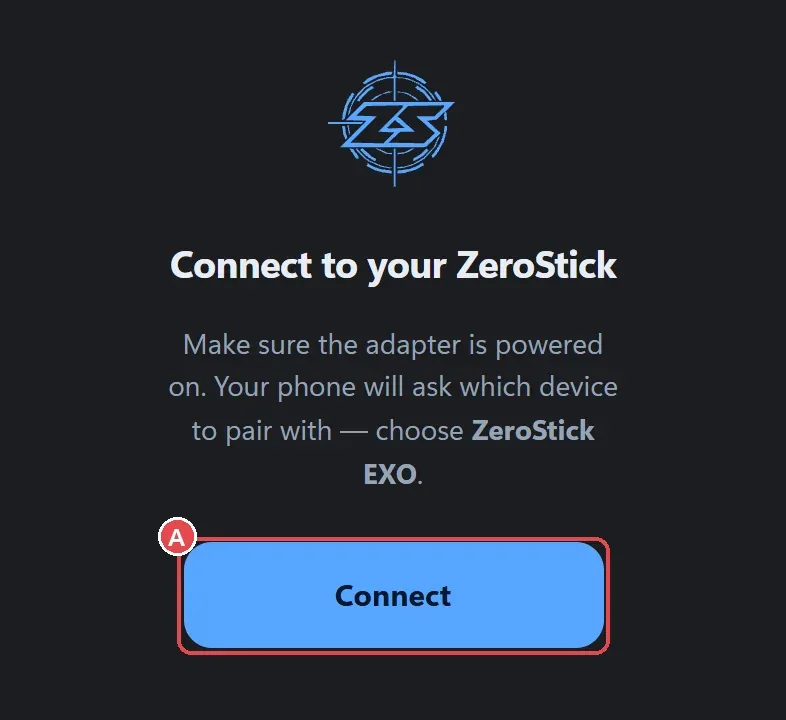 ZS
Connect to your ZeroStick
Make sure the adapter is powered
on. Your phone will ask which device
to pair with — choose ZeroStick
EXO.
A
Connect